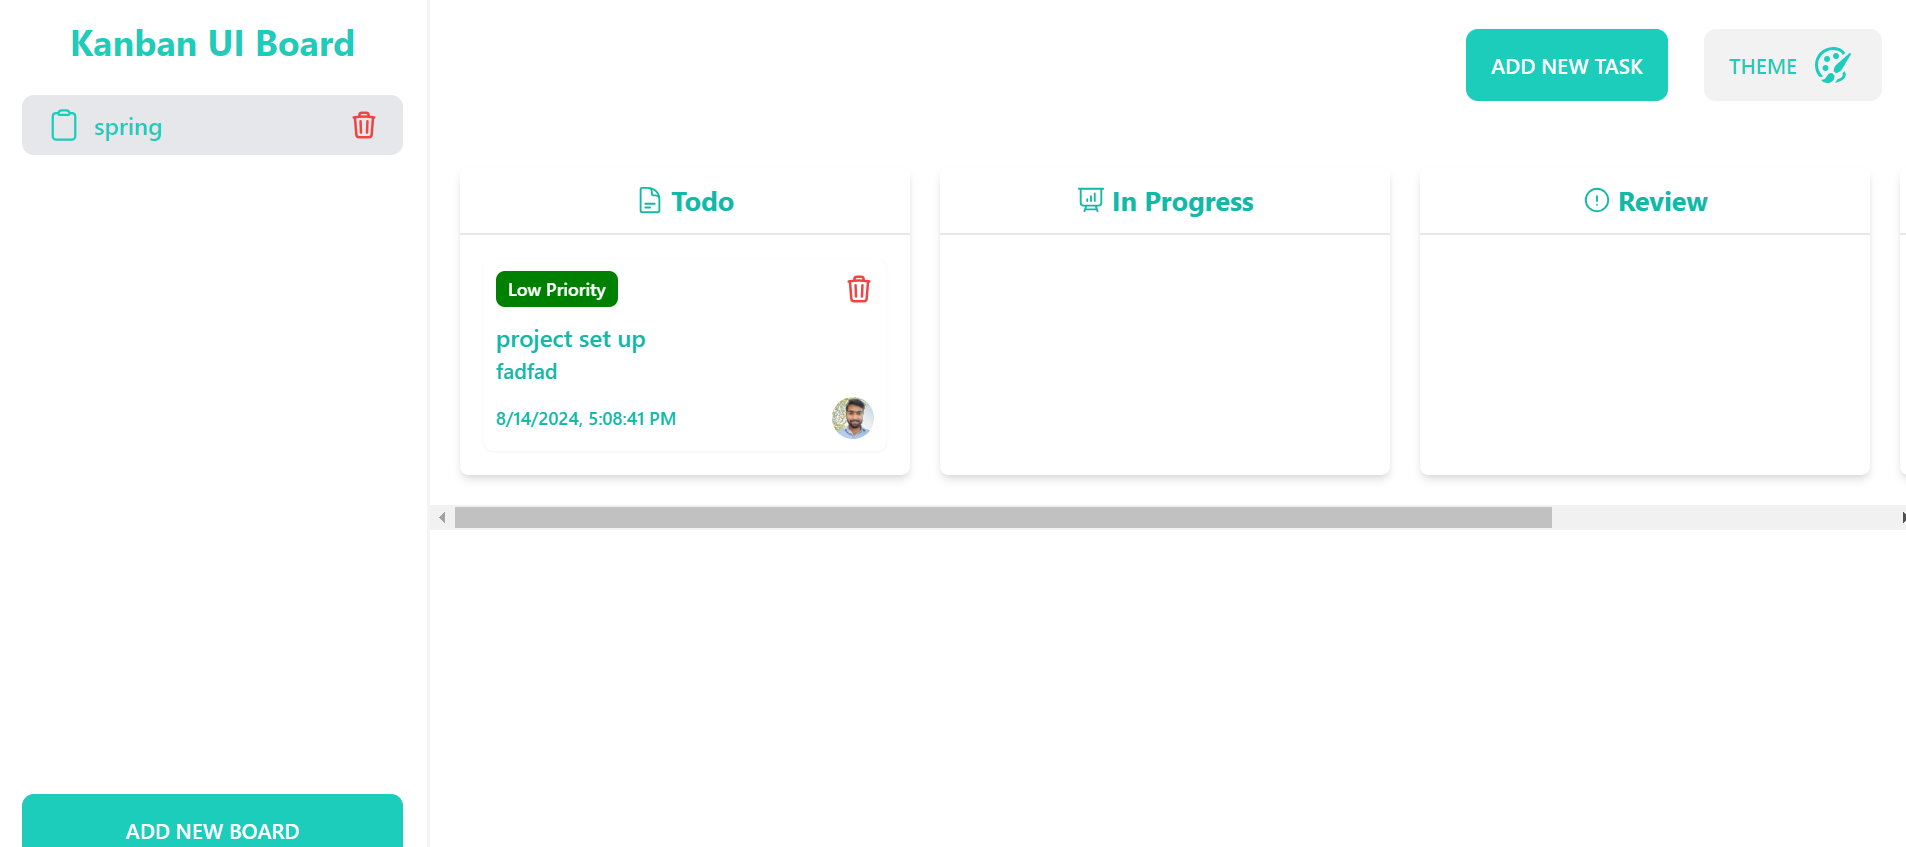 Kanban UI Board
spring
ADD NEW BOARD
ADD NEW TASK
THEME
Todo
Low Priority
project set up
fadfad
8/14/2024, 5:08:41 PM
In Progress
Review